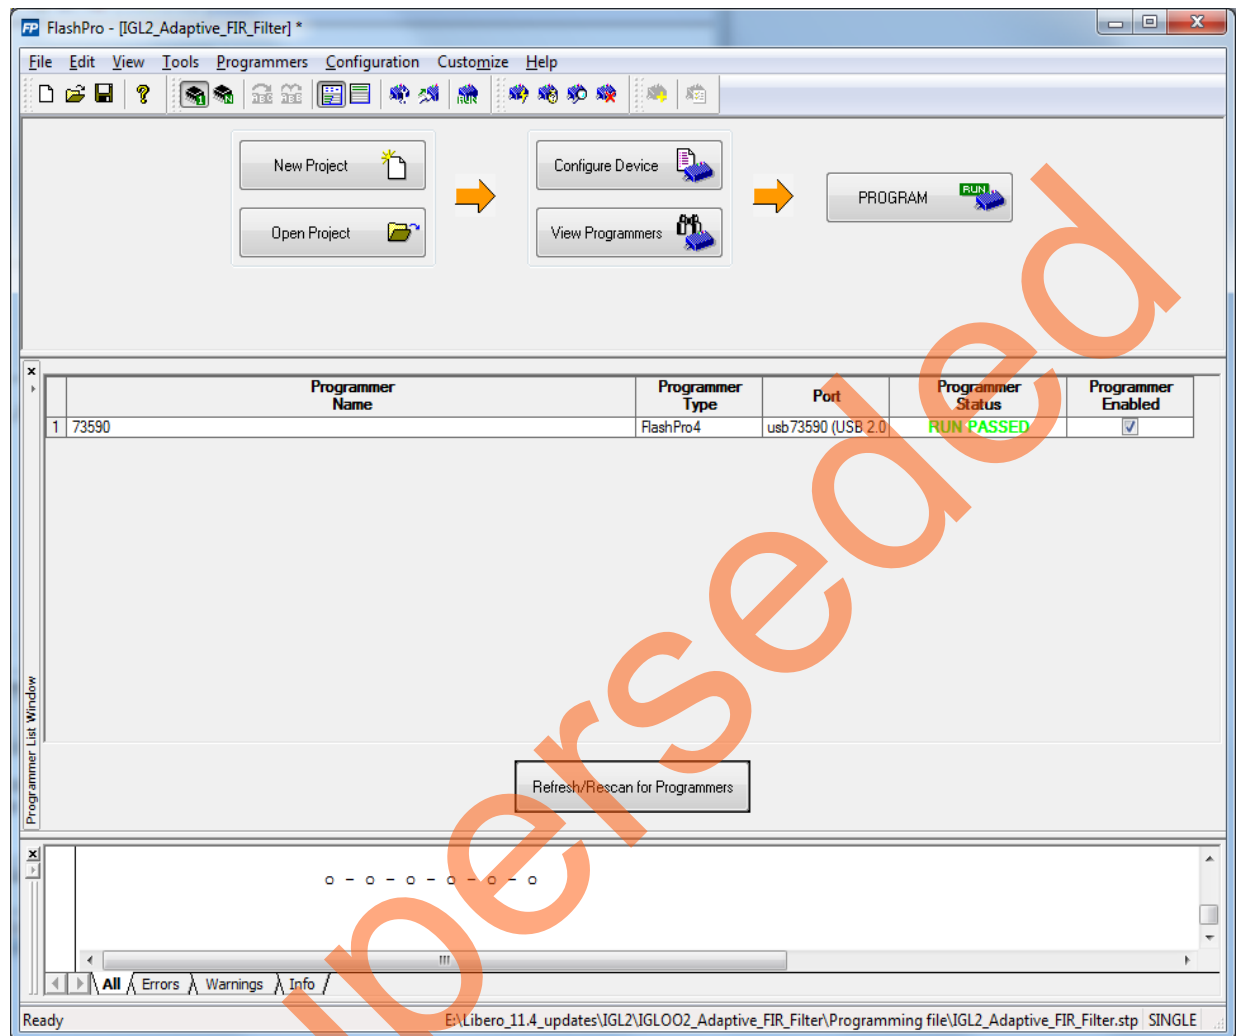 FlashPro - [IGL2_Adaptive_FIR_Filter] *
File Edit View Tools Programmers Configuration Customize Help
New Project
Configure Device
PROGRAM
RUN
Open Project
View Programmers
Programmer Name
Programmer Type
Port
Programmer Status
Programmer Enabled
1 73590 FlashPro4 usb73590 (USB 2.0 RUN PASSED
Programmer List Window
Refresh/Rescan for Programmers
o - o - o - o - o - o
All Errors Warnings Info
Ready E:\Libero_11.4_updates\IGL2\IGLOO2_Adaptive_FIR_Filter\Programming file\IGL2_Adaptive_FIR_Filter.stp SINGLE
uperseded